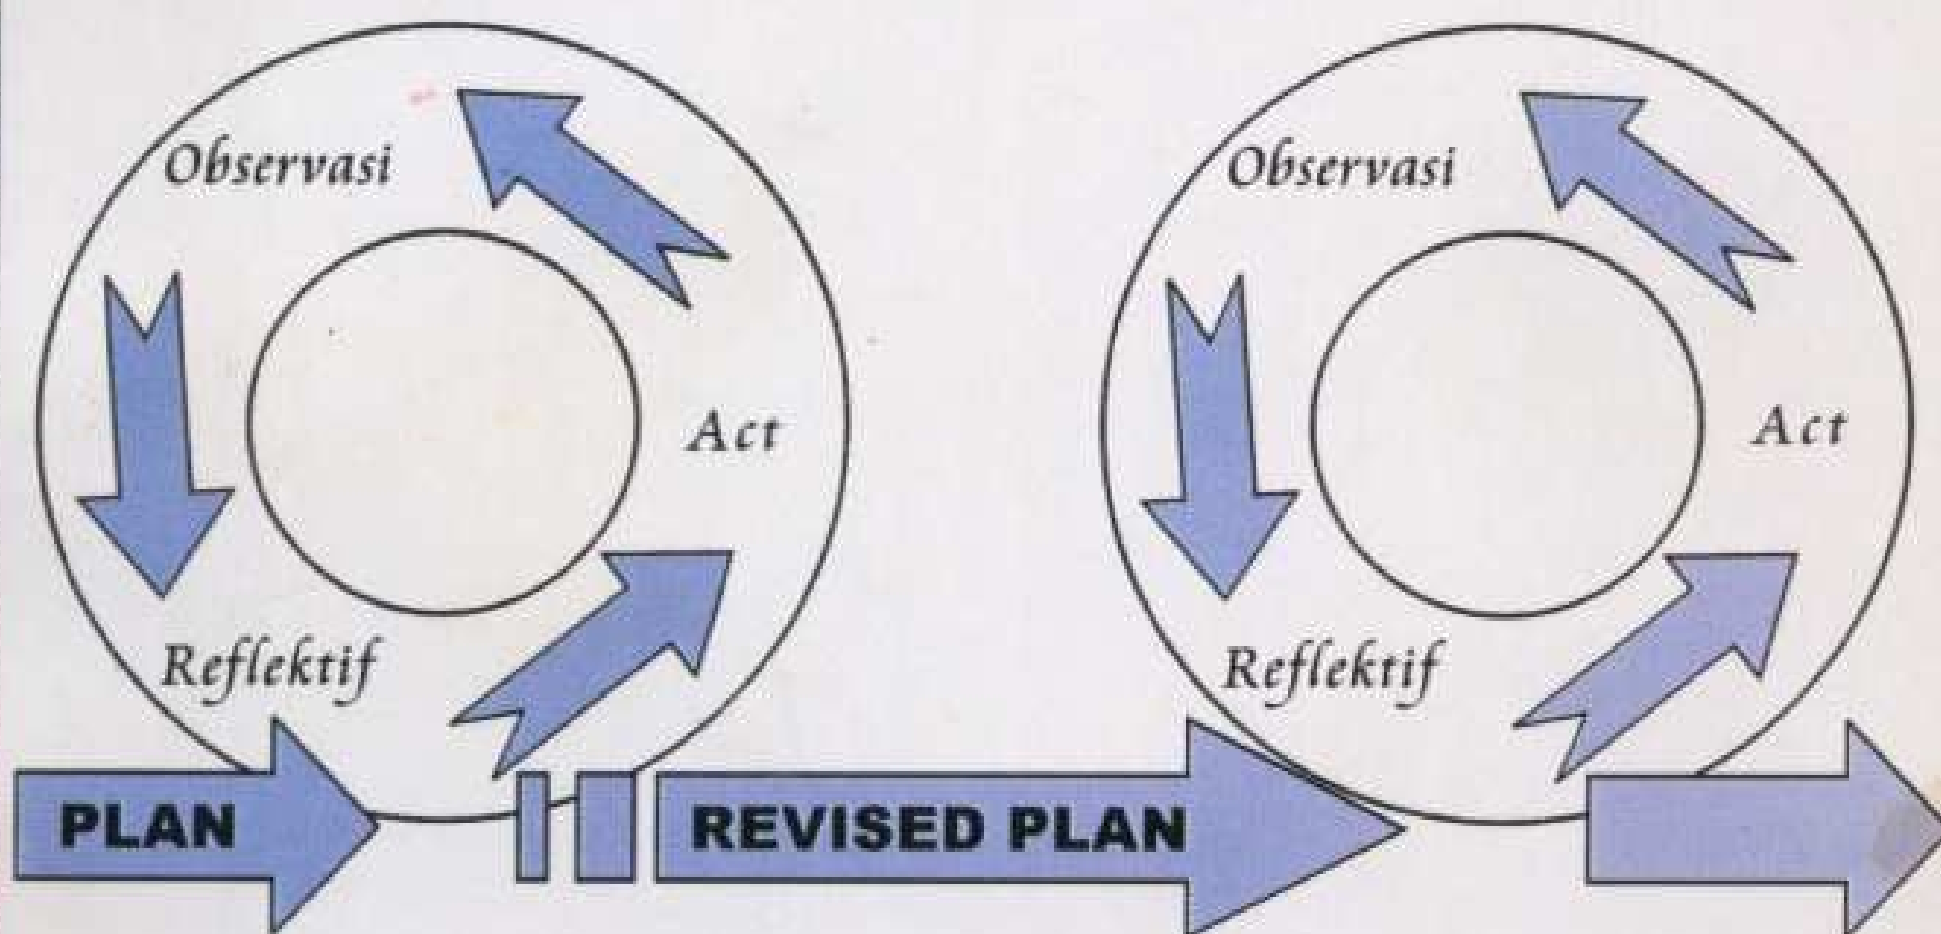 Observasi
Act
Reflektif
PLAN
REVISED PLAN
Observasi
Act
Reflektif